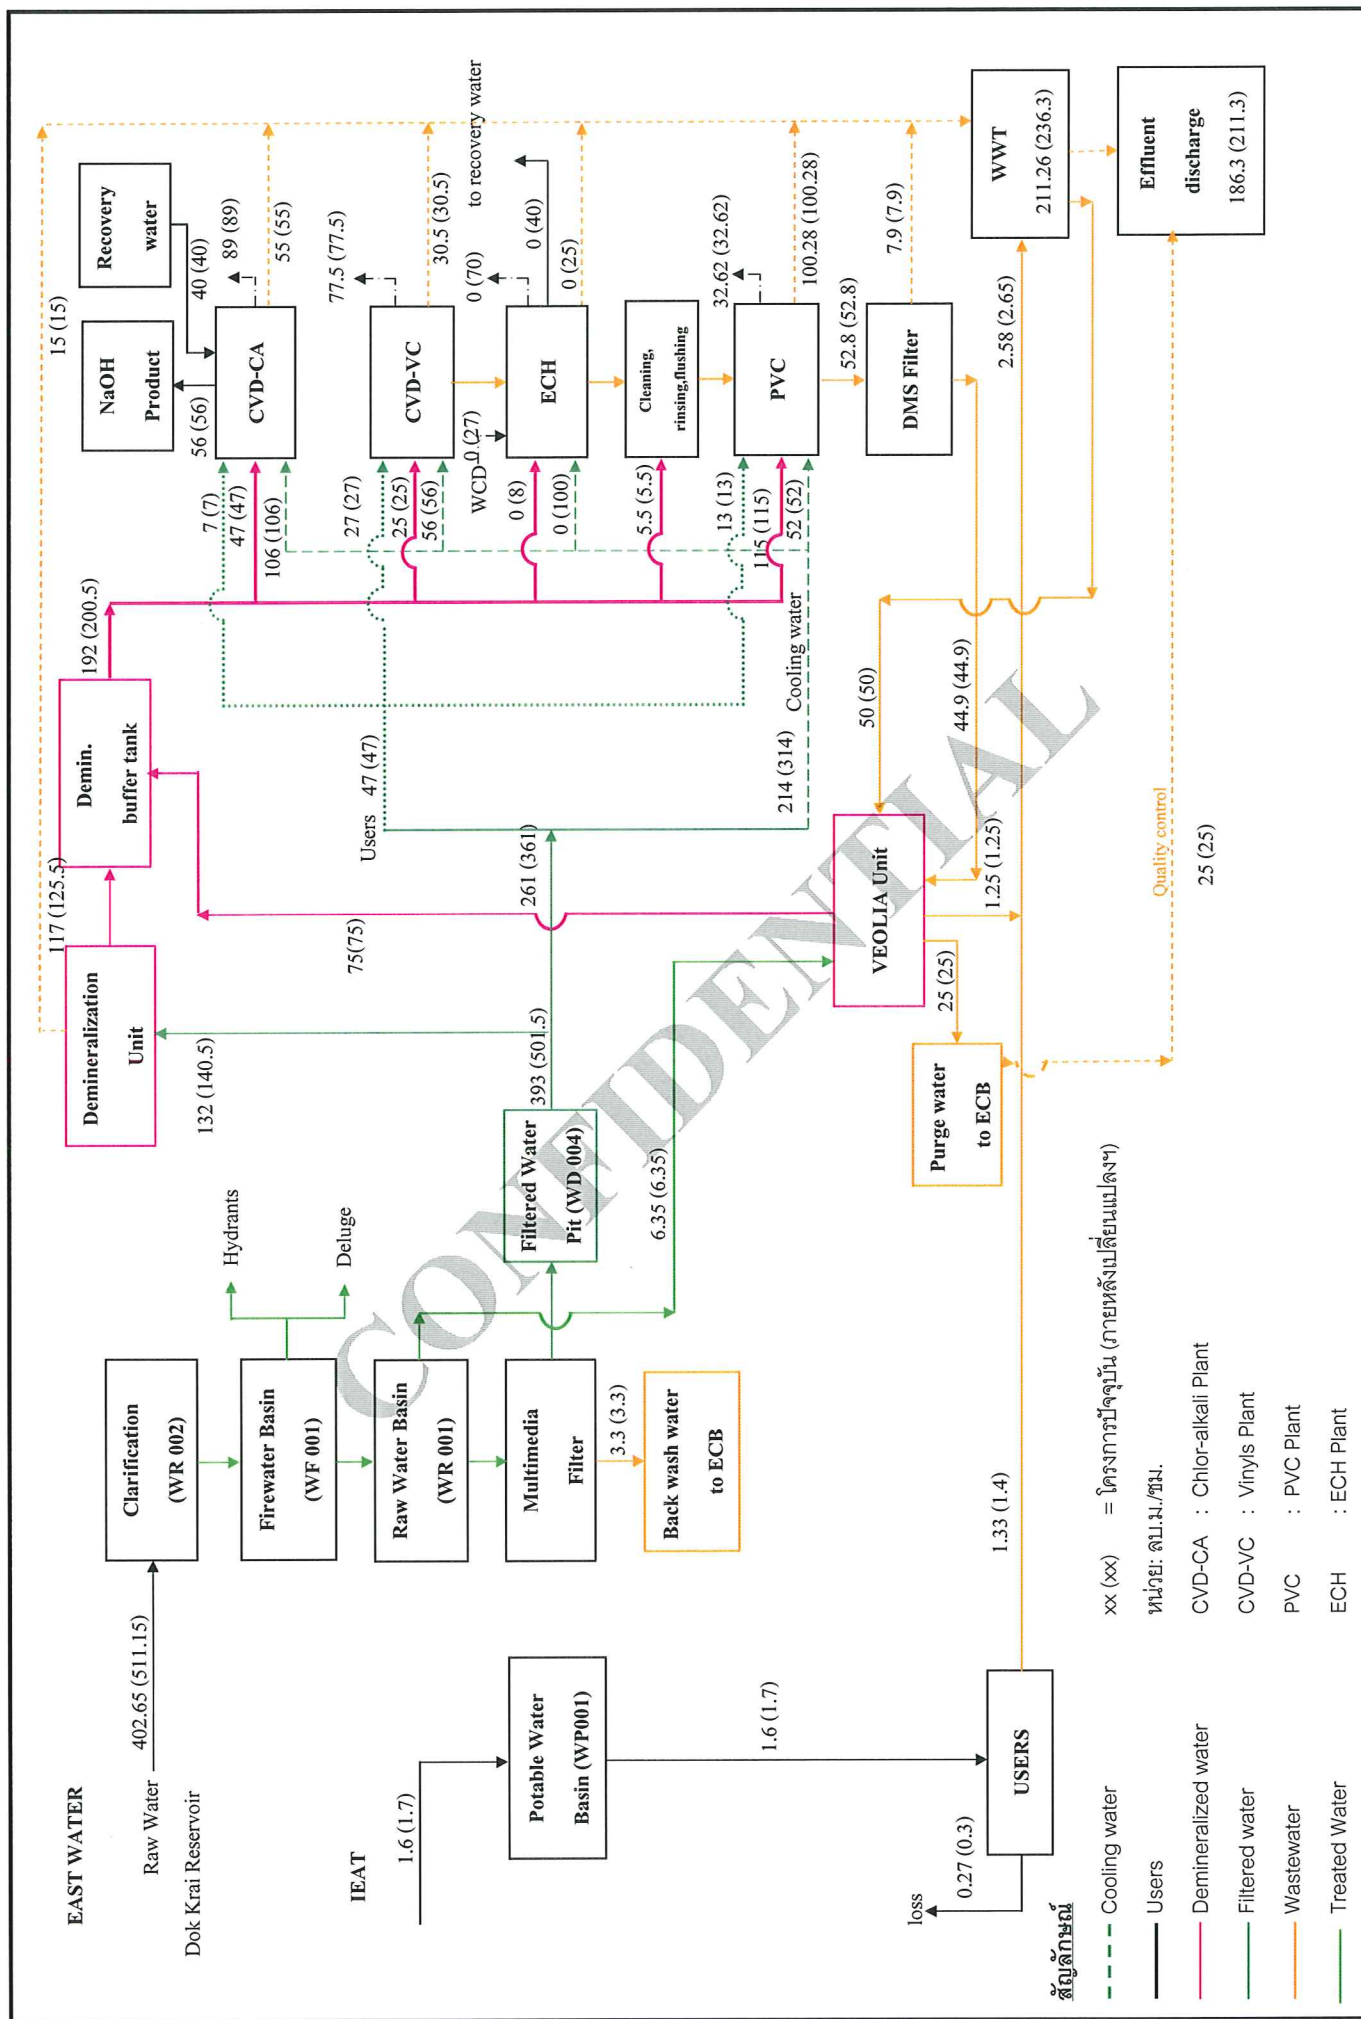 EAST WATER
Raw Water
402.65 (511.15)
Dok Krai Reservoir
Clarification
(WR 002)
Firewater Basin
(WF 001)
Hydrants
Deluge
Raw Water Basin
(WR 001)
Multimedia
Filter
3.3 (3.3)
Back wash water
to ECB
Filtered Water
Pit (WD 004)
393 (501.5)
6.35 (6.35)
132 (140.5)
Demineralization
Unit
117 (125.5)
15 (15)
Demin.
buffer tank
192 (200.5)
75(75)
261 (361)
Users
47 (47)
214 (314)
Cooling water
7 (7)
47 (47)
106 (106)
CVD-CA
56 (56)
NaOH
Product
Recovery
water
40 (40)
89 (89)
55 (55)
27 (27)
25 (25)
56 (56)
CVD-VC
77.5 (77.5)
30.5 (30.5)
WCD
0 (27)
0 (8)
0 (100)
ECH
0 (70)
0 (40)
to recovery water
0 (25)
5.5 (5.5)
Cleaning,
rinsing,flushing
13 (13)
115 (115)
52 (52)
PVC
32.62 (32.62)
100.28 (100.28)
52.8 (52.8)
DMS Filter
7.9 (7.9)
44.9 (44.9)
50 (50)
VEOLIA Unit
1.25 (1.25)
25 (25)
Purge water
to ECB
Quality control
25 (25)
2.58 (2.65)
WWT
211.26 (236.3)
Effluent
discharge
186.3 (211.3)
IEAT
1.6 (1.7)
Potable Water
Basin (WP001)
1.6 (1.7)
USERS
loss
0.27 (0.3)
1.33 (1.4)
สัญลักษณ์
Cooling water
Users
Demineralized water
Filtered water
Wastewater
Treated Water
xx (xx) = โครงการปัจจุบัน (ภายหลังเปลี่ยนแปลงฯ)
หน่วย: ลบ.ม./ชม.
CVD-CA : Chlor-alkali Plant
CVD-VC : Vinyls Plant
PVC : PVC Plant
ECH : ECH Plant
CONFIDENTIAL